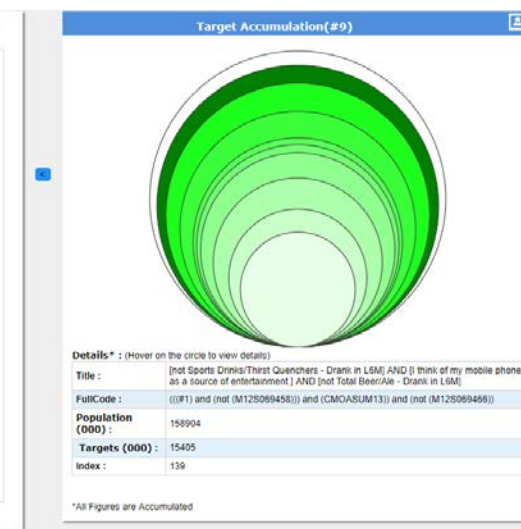 Target Accumulation(#9)
<
Details* : (Hover on the circle to view details)
Title : [not Sports Drinks/Thirst Quenchers - Drank in L6M] AND [I think of my mobile phone
as a source of entertainment.] AND [not Total Beer/Ale - Drank in L6M]
FullCode : (((#1) and (not (M12S069458))) and (CMOASUM13)) and (not (M12S069466))
Population
(000) : 158904
Targets (000) : 15405
Index : 139
*All Figures are Accumulated